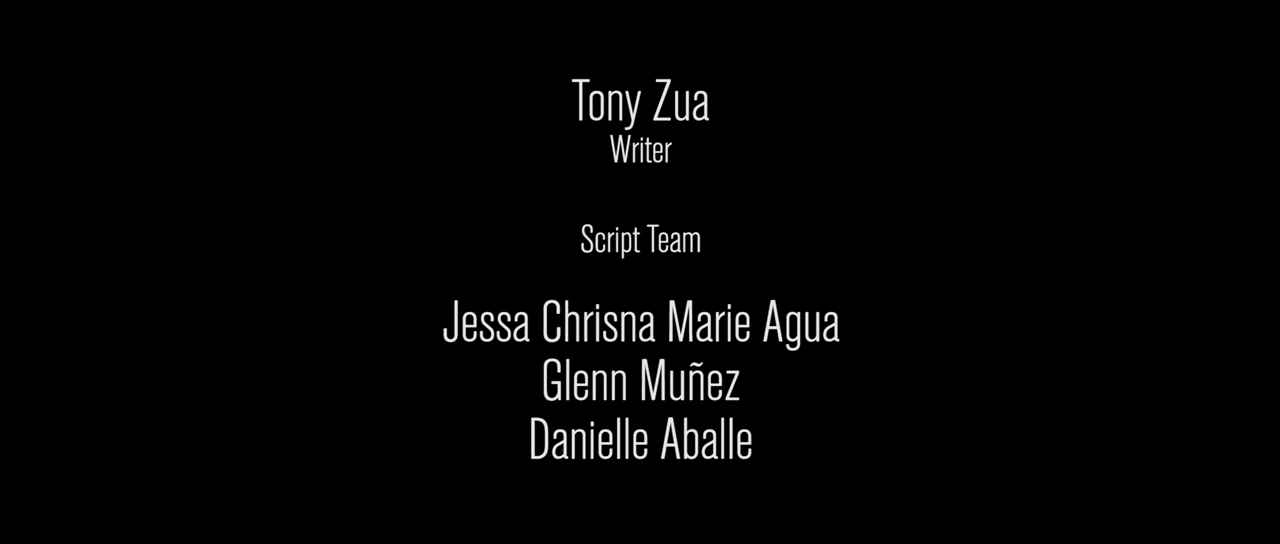 Tony Zua
Writer
Script Team
Jessa Chrisna Marie Agua
Glenn Muñez
Danielle Aballe